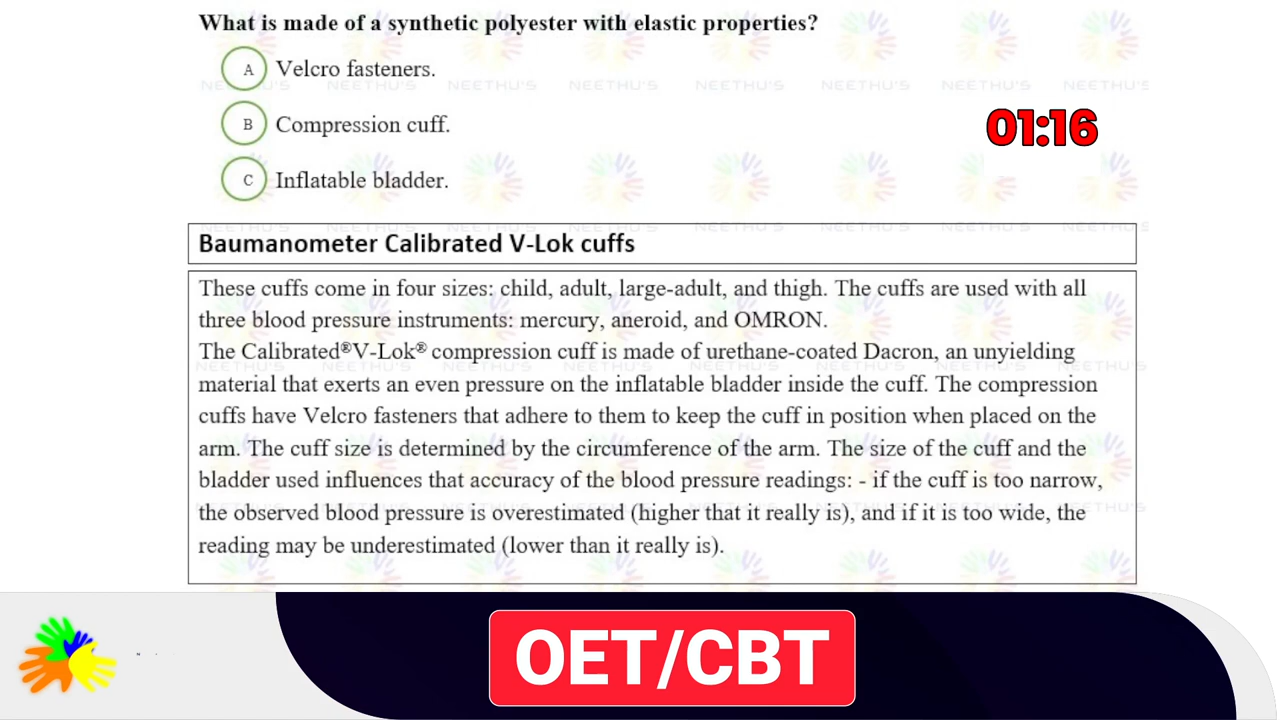 What is made of a synthetic polyester with elastic properties?
A Velcro fasteners.
B Compression cuff.
01:16
C Inflatable bladder.
NEETHU'S NEETHU'S NEETHU'S NEETHU'S NEETHU'S NEETHU'S NEETHU'S NEETHU'S
Baumanometer Calibrated V-Lok cuffs
These cuffs come in four sizes: child, adult, large-adult, and thigh. The cuffs are used with all
three blood pressure instruments: mercury, aneroid, and OMRON.
The Calibrated®V-Lok® compression cuff is made of urethane-coated Dacron, an unyielding
material that exerts an even pressure on the inflatable bladder inside the cuff. The compression
cuffs have Velcro fasteners that adhere to them to keep the cuff in position when placed on the
arm. The cuff size is determined by the circumference of the arm. The size of the cuff and the
bladder used influences that accuracy of the blood pressure readings: - if the cuff is too narrow,
the observed blood pressure is overestimated (higher that it really is), and if it is too wide, the
reading may be underestimated (lower than it really is).
OET/CBT